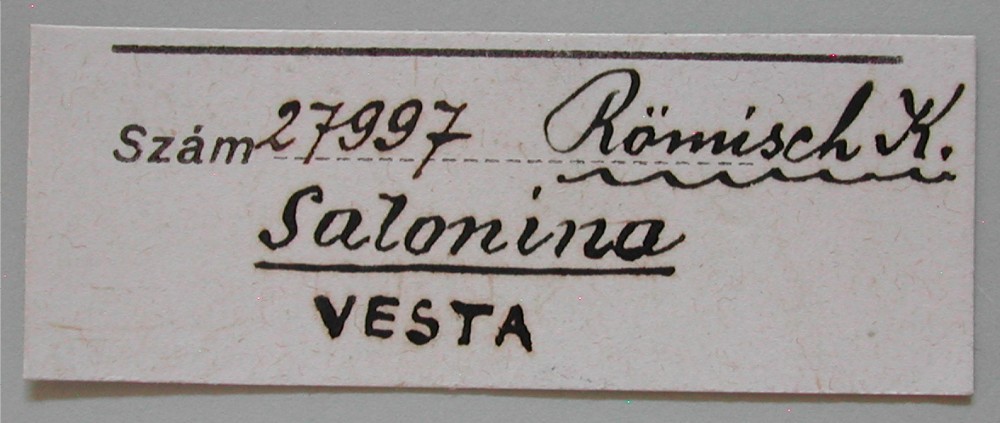 Szám 27997 Römisch K.
Salonina
VESTA